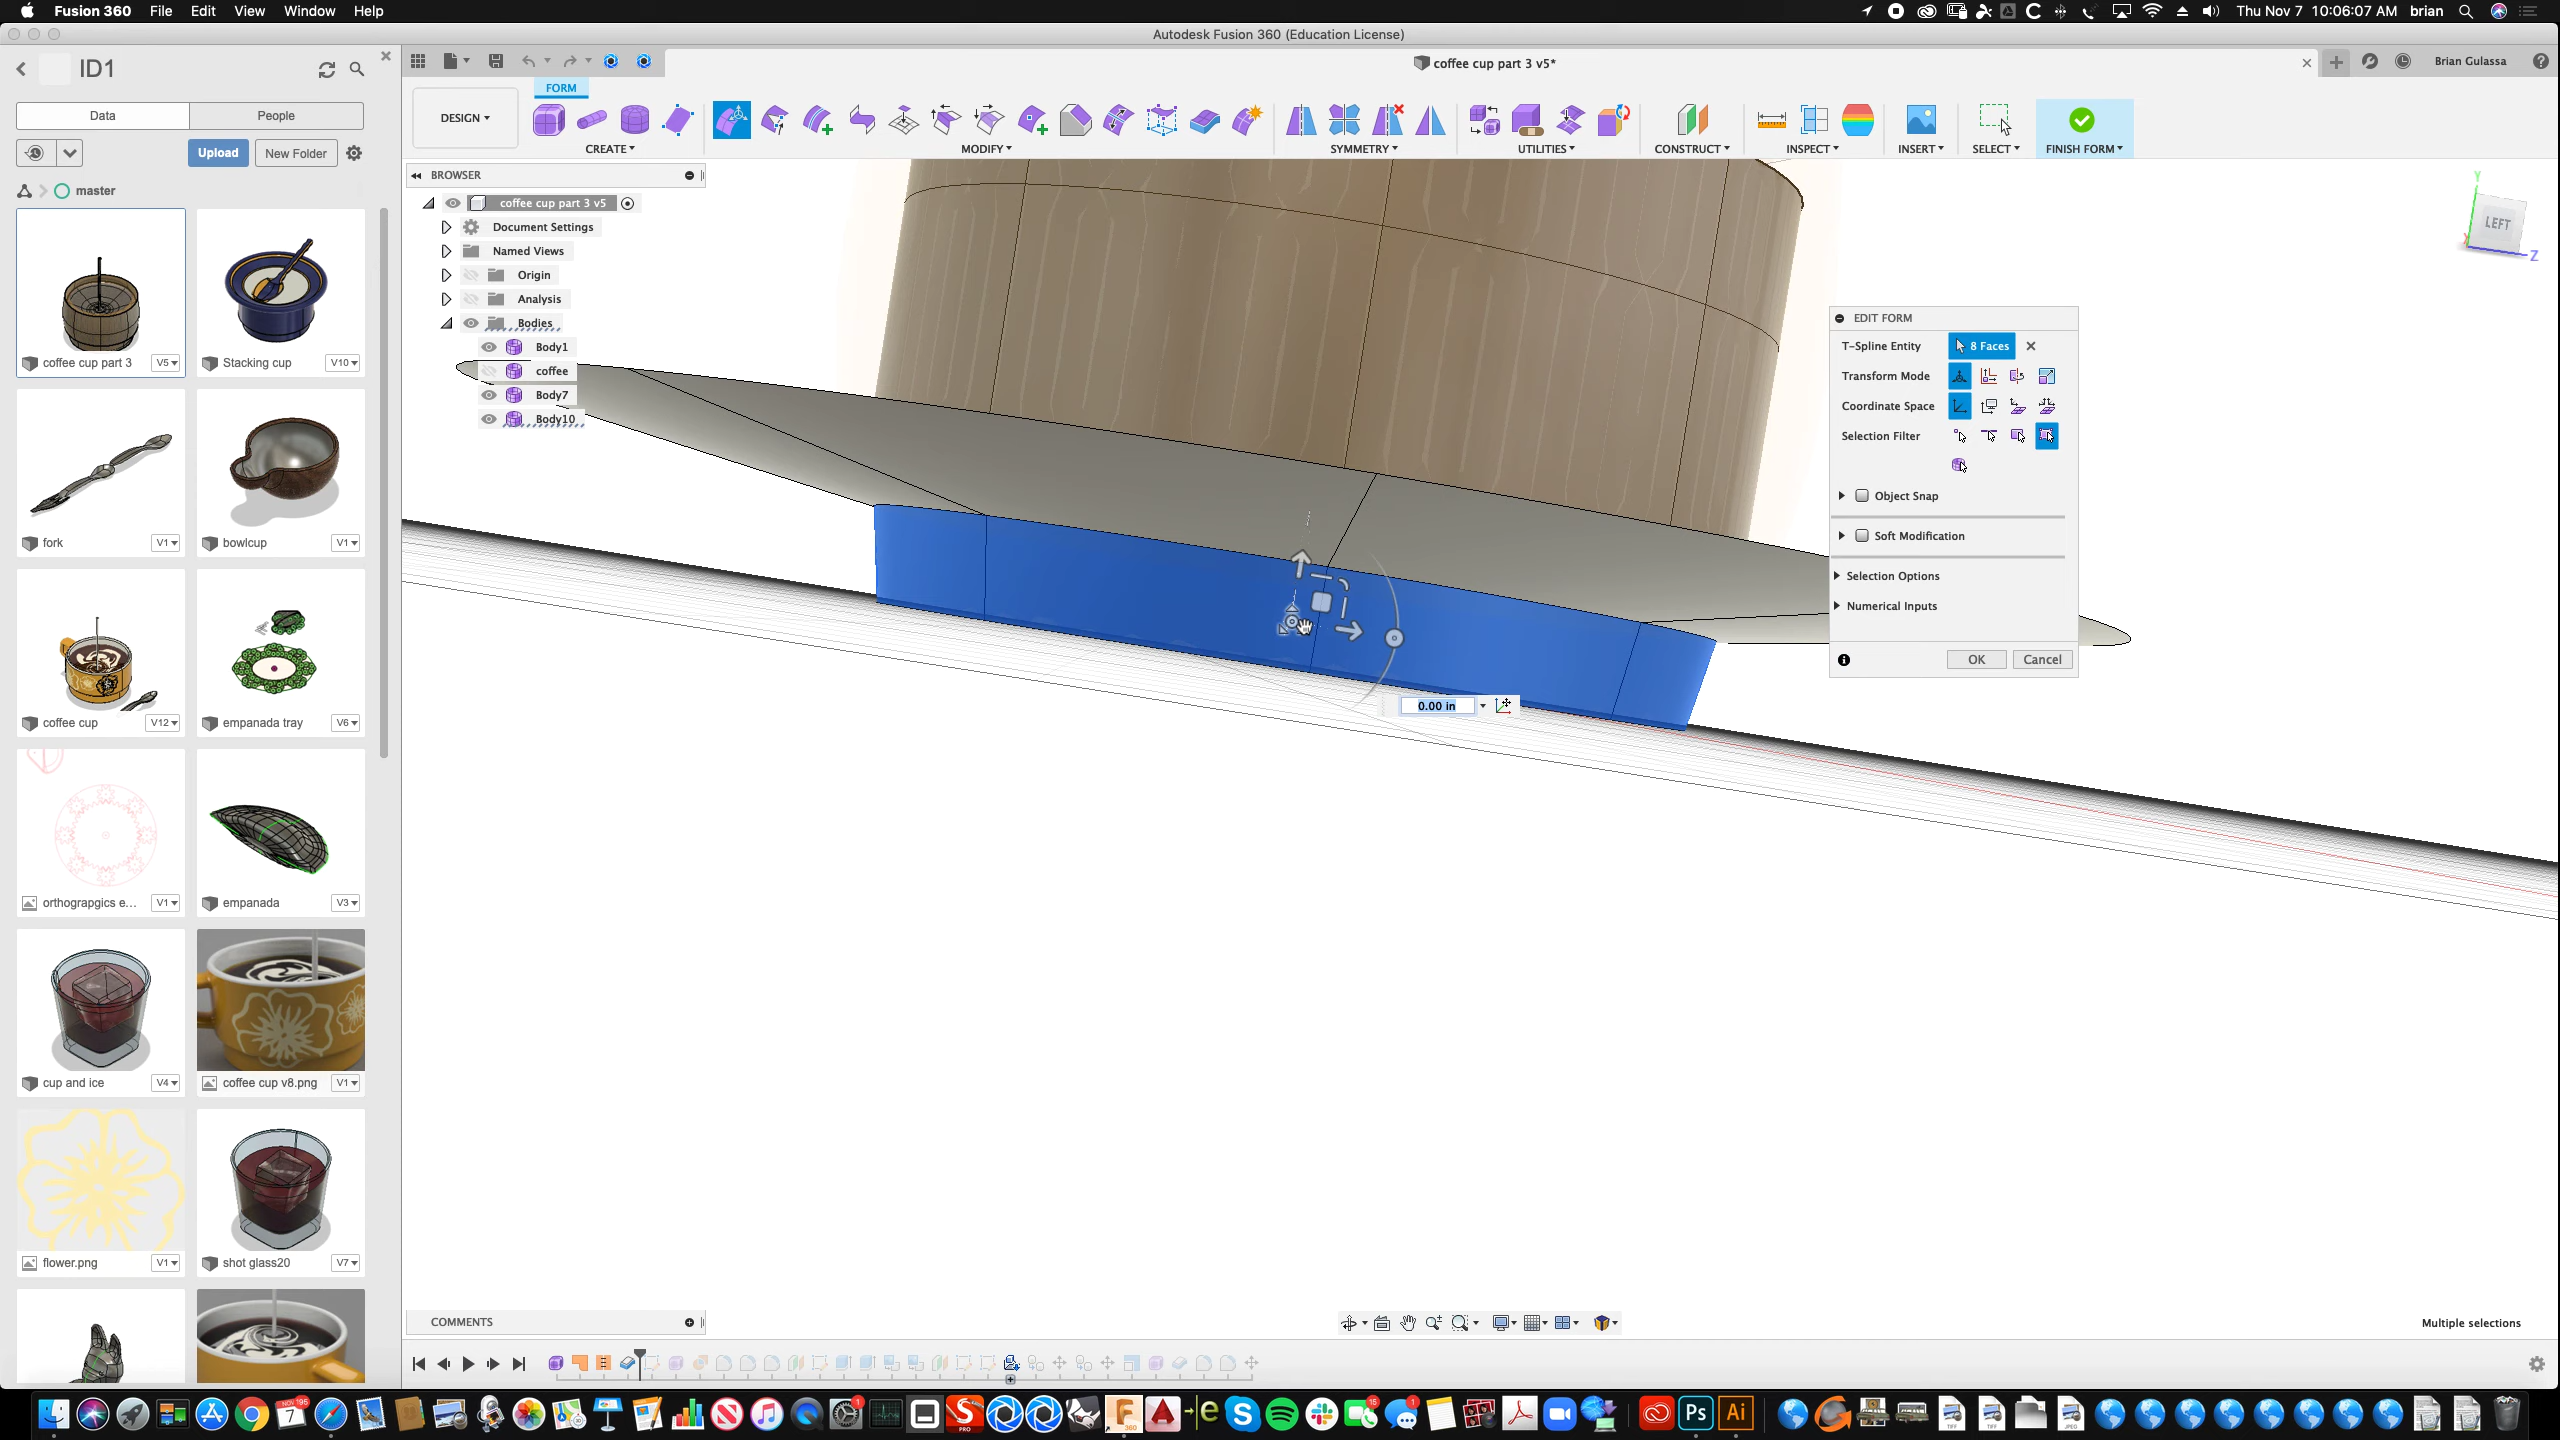 Fusion 360 File Edit View Window Help
Thu Nov 7 10:06:07 AM brian
Autodesk Fusion 360 (Education License)
ID1
coffee cup part 3 v5*
Brian Gulassa
FORM
Data People
DESIGN
CREATE MODIFY SYMMETRY UTILITIES CONSTRUCT INSPECT INSERT SELECT FINISH FORM
Upload New Folder
BROWSER
master
coffee cup part 3 v5
Document Settings
Named Views
Origin
Analysis
Bodies
Body1
coffee
Body7
Body10
Y
LEFT
X
Z
EDIT FORM
T-Spline Entity 8 Faces
Transform Mode
Coordinate Space
Selection Filter
Object Snap
Soft Modification
Selection Options
Numerical Inputs
OK Cancel
0.00 in
coffee cup part 3 V5
Stacking cup V10
fork V1
bowlcup V1
coffee cup V12
empanada tray V6
orthograpgics e... V1
empanada V3
cup and ice V4
coffee cup v8.png V1
flower.png V1
shot glass20 V7
COMMENTS
Multiple selections